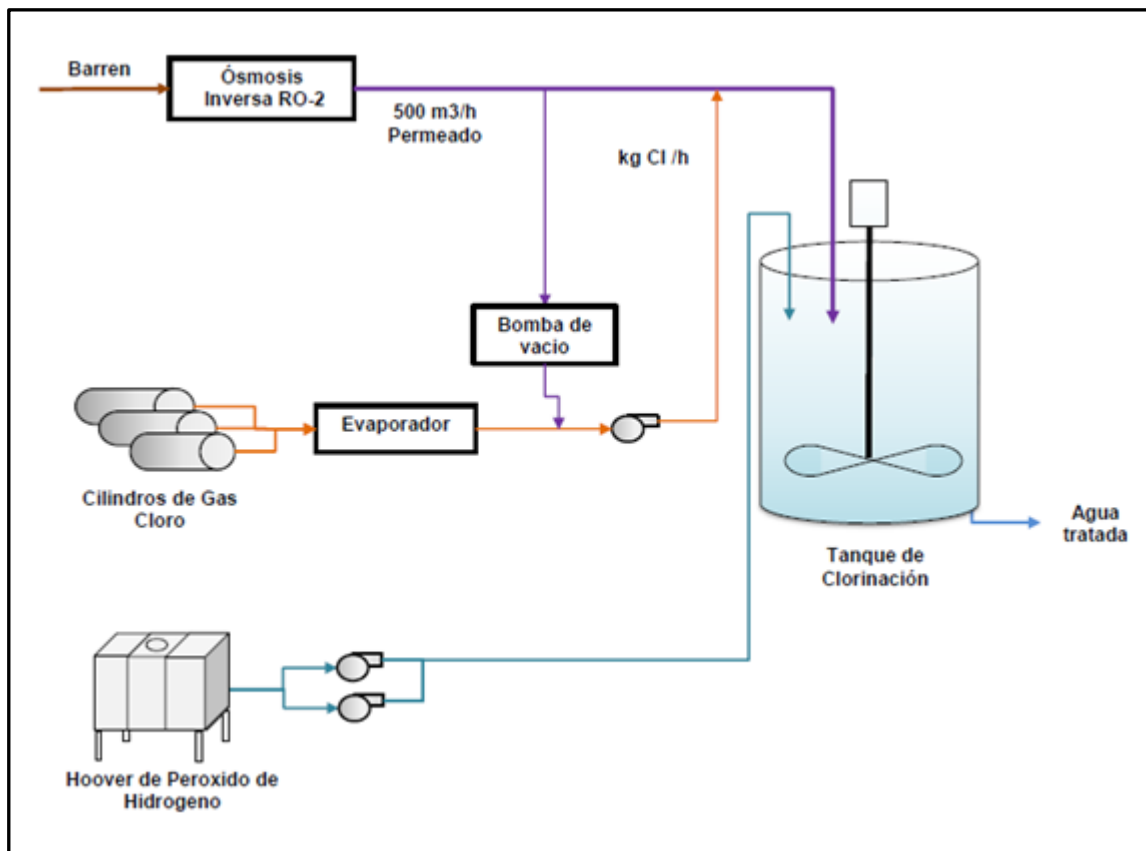 Barren
Ósmosis
Inversa RO-2
500 m3/h
Permeado
kg Cl /h
Bomba de
vacio
Evaporador
Cilindros de Gas
Cloro
Agua
tratada
Tanque de
Clorinación
Hoover de Peroxido de
Hidrogeno